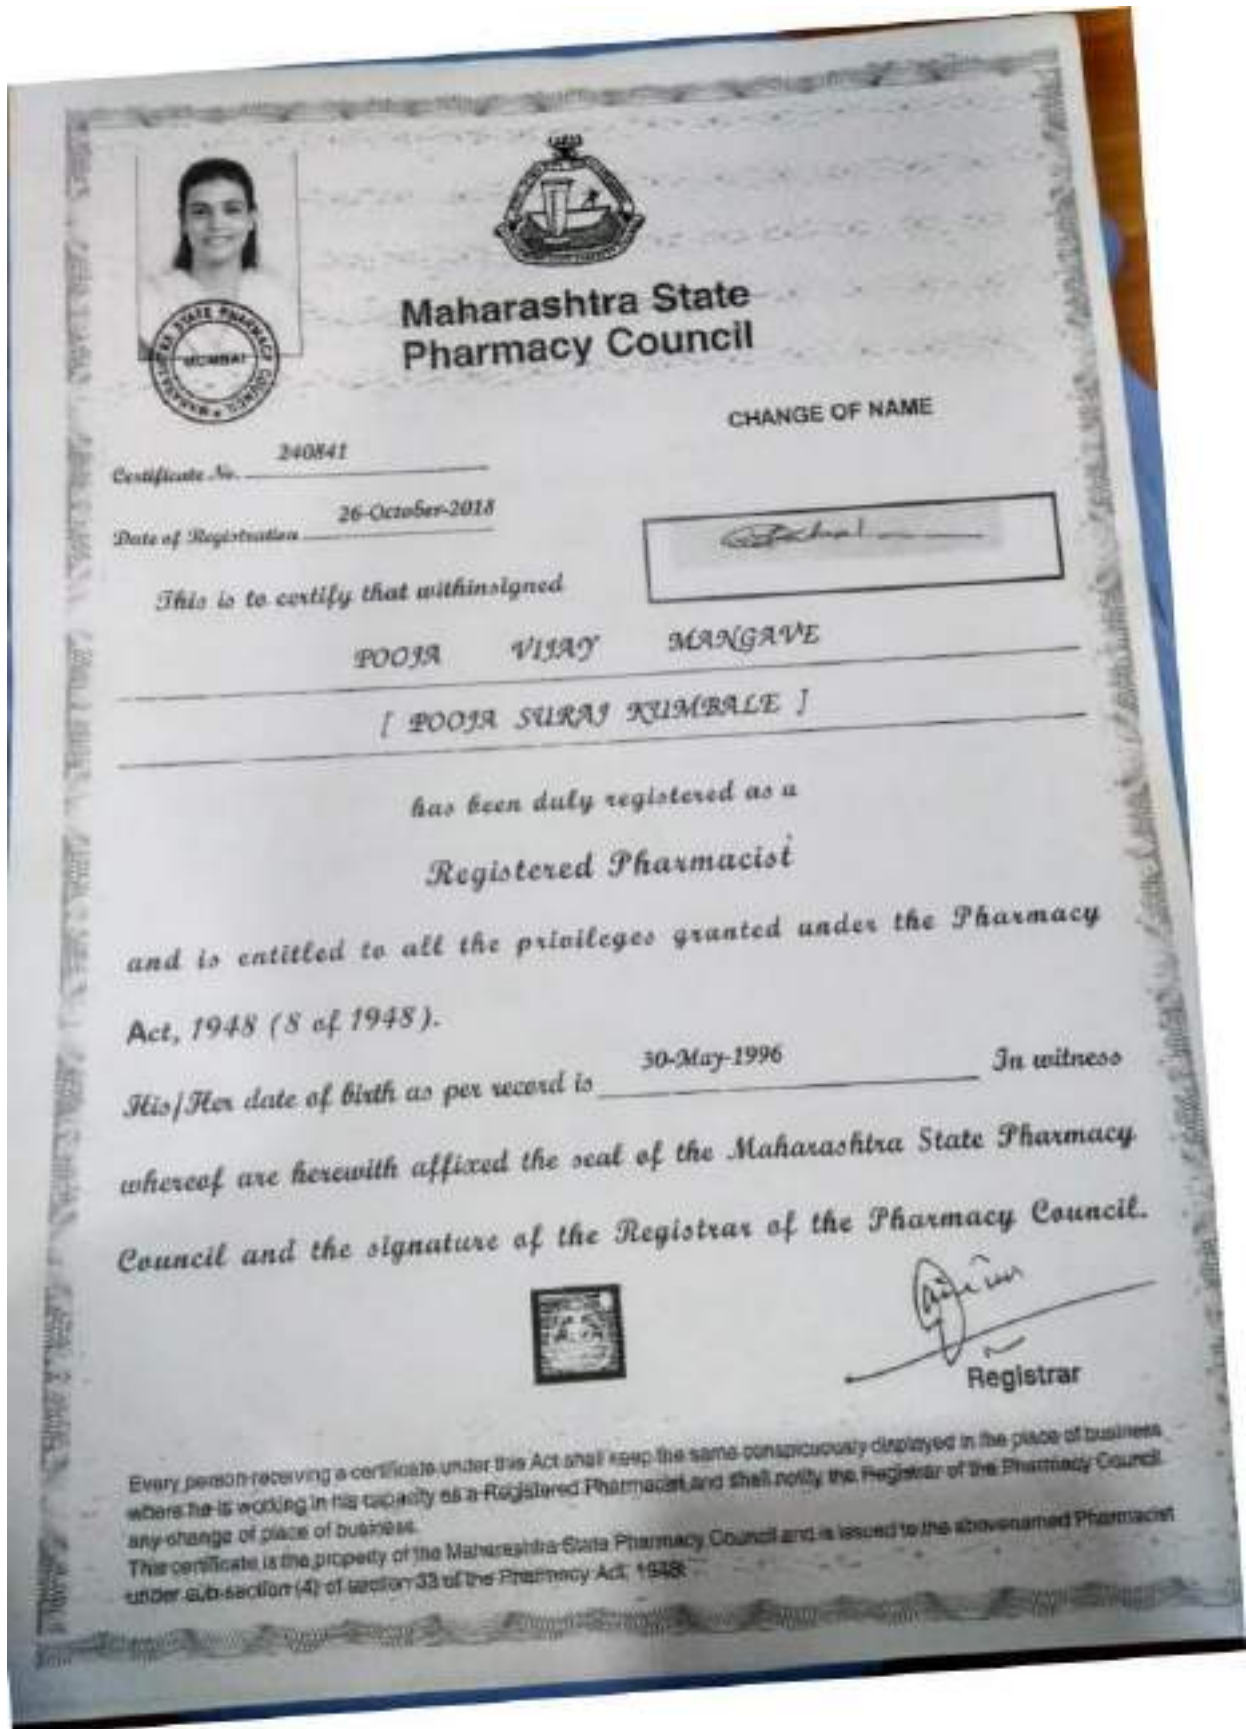 Maharashtra State
Pharmacy Council
MUMBAI
CHANGE OF NAME
Certificate No. 240841
Date of Registration 26-October-2018
This is to certify that withinsigned
POOJA VIJAY MANGAVE
[ POOJA SURAJ KUMBALE ]
has been duly registered as a
Registered Pharmacist
and is entitled to all the privileges granted under the Pharmacy
Act, 1948 (8 of 1948).
His/Her date of birth as per record is 30-May-1996 In witness
whereof are herewith affixed the seal of the Maharashtra State Pharmacy
Council and the signature of the Registrar of the Pharmacy Council.
Registrar
Every person receiving a certificate under this Act shall keep the same conspicuously displayed in the place of business
where he is working in his capacity as a Registered Pharmacist and shall notify the Registrar of the Pharmacy Council
any change of place of business.
This certificate is the property of the Maharashtra State Pharmacy Council and is issued to the abovenamed Pharmacist
under sub-section (4) of section 33 of the Pharmacy Act, 1948.